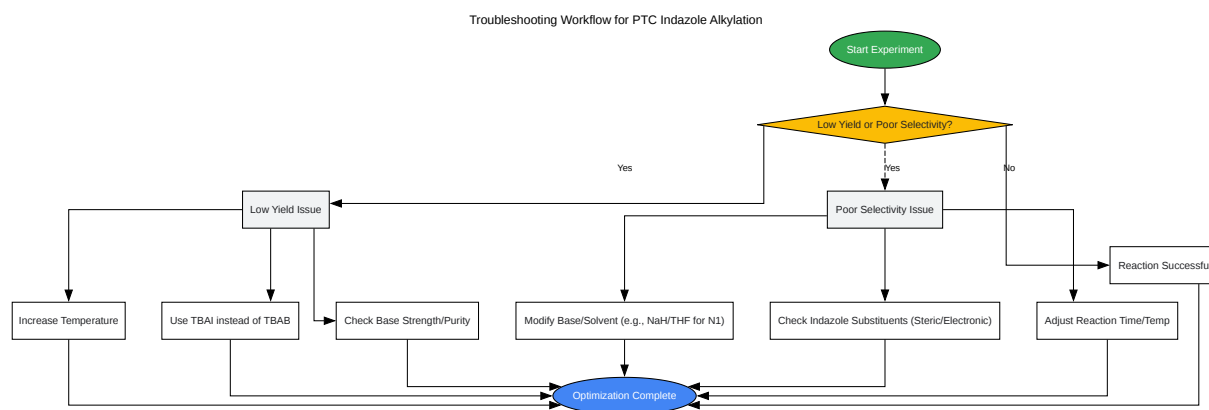 Troubleshooting Workflow for PTC Indazole Alkylation
Start Experiment
Low Yield or Poor Selectivity?
Yes
Yes
No
Low Yield Issue
Poor Selectivity Issue
Reaction Successfu
Increase Temperature
Use TBAI instead of TBAB
Check Base Strength/Purity
Modify Base/Solvent (e.g., NaH/THF for N1)
Check Indazole Substituents (Steric/Electronic)
Adjust Reaction Time/Temp
Optimization Complete